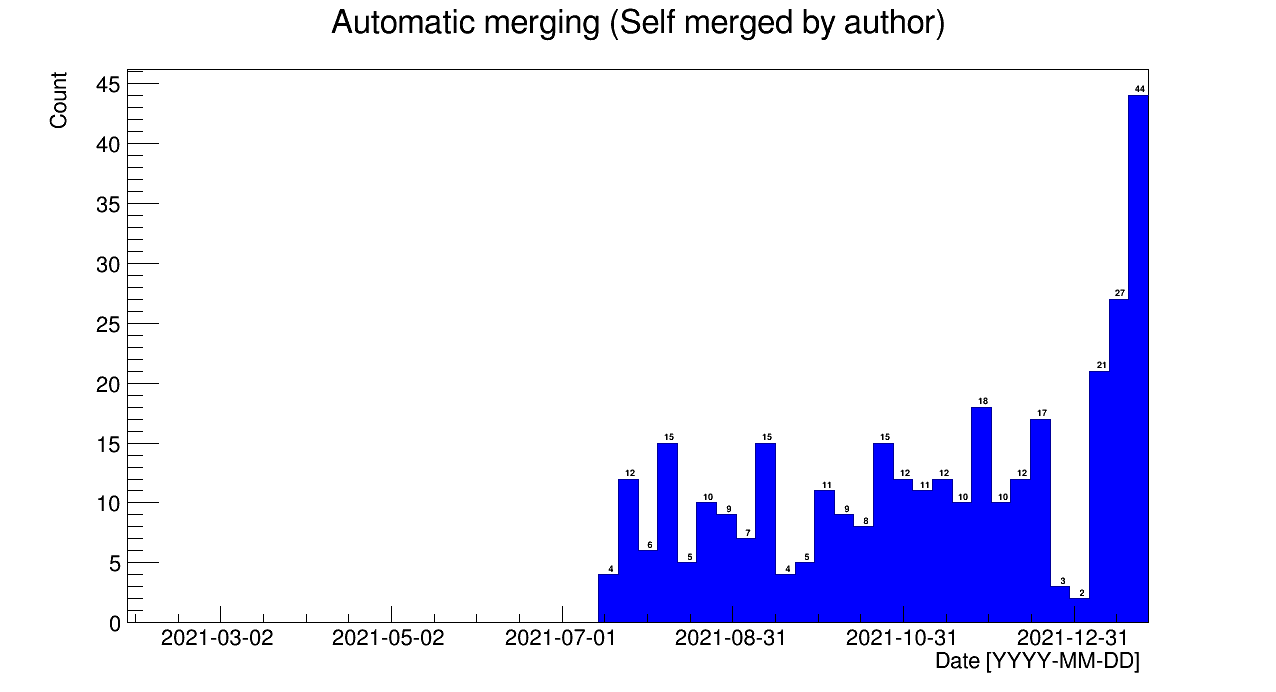 Automatic merging (Self merged by author)
Count
45
40
35
30
25
20
15
10
5
0
4 12 6 15 5 10 9 7 15 4 5 11 9 8 15 12 11 12 10 18 10 12 17 3 2 21 27 44
2021-03-02 2021-05-02 2021-07-01 2021-08-31 2021-10-31 2021-12-31
Date [YYYY-MM-DD]